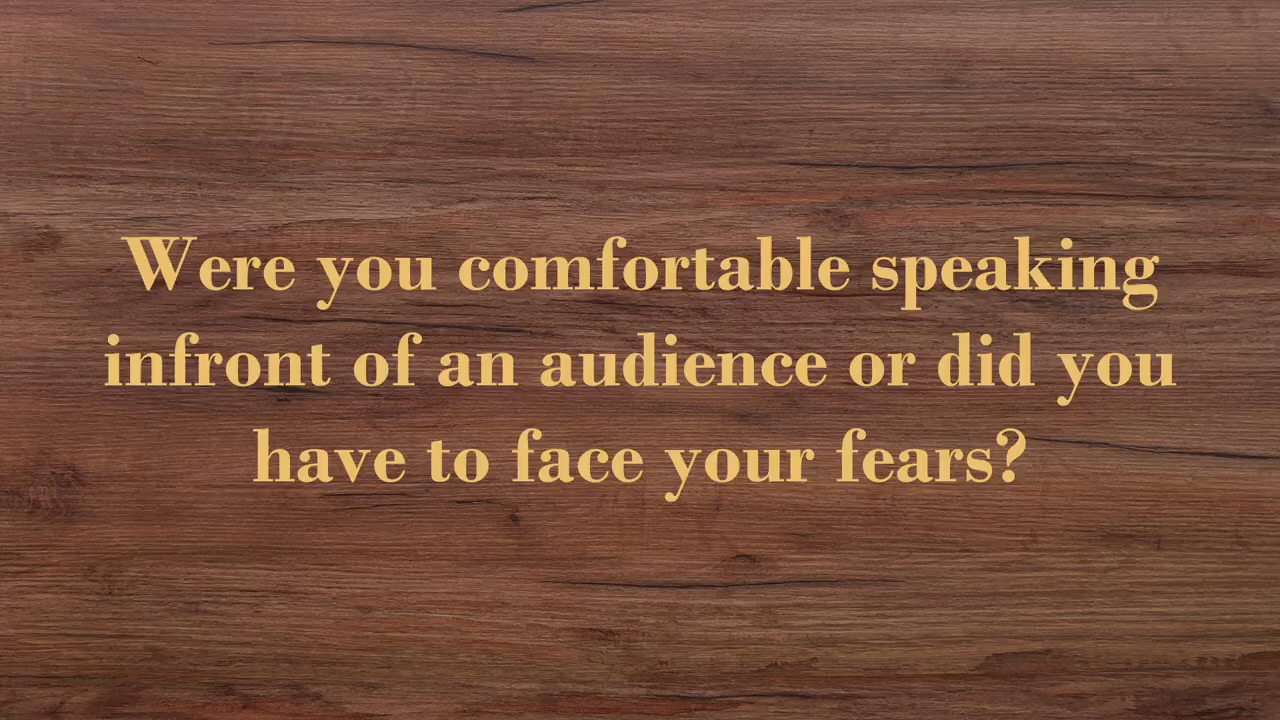 Were you comfortable speaking
infront of an audience or did you
have to face your fears?